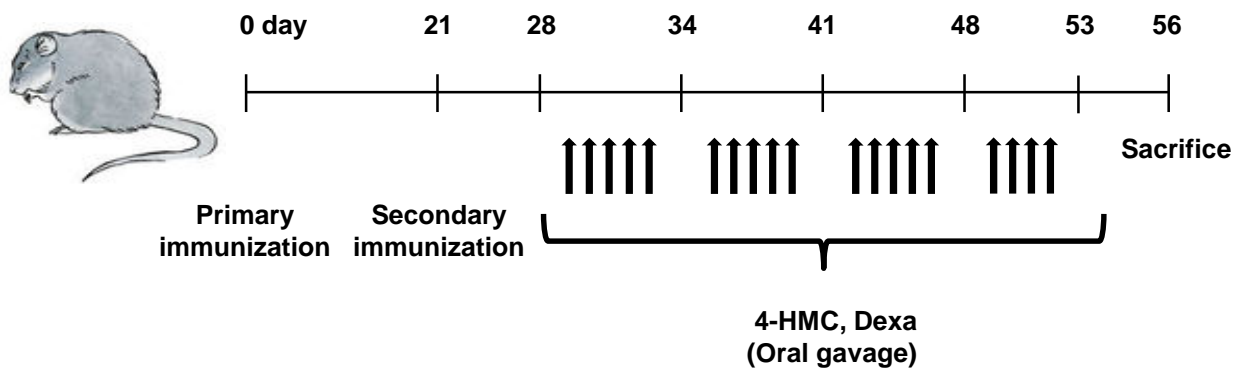 0 day 21 28 34 41 48 53 56
Sacrifice
Primary
immunization
Secondary
immunization
4-HMC, Dexa
(Oral gavage)